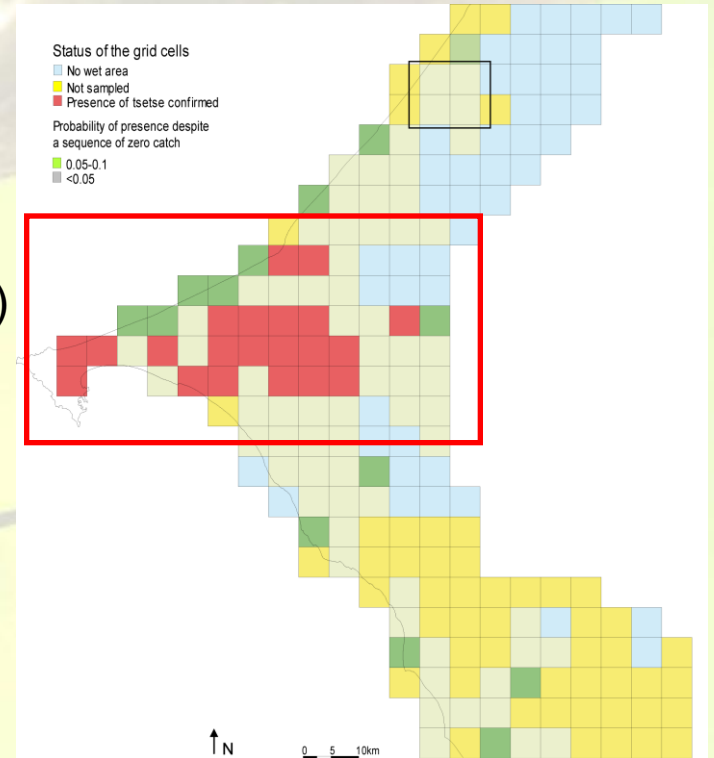 Status of the grid cells
No wet area
Not sampled
Presence of tsetse confirmed
Probability of presence despite
a sequence of zero catch
0.05-0.1
<0.05
)
N
0 5 10km